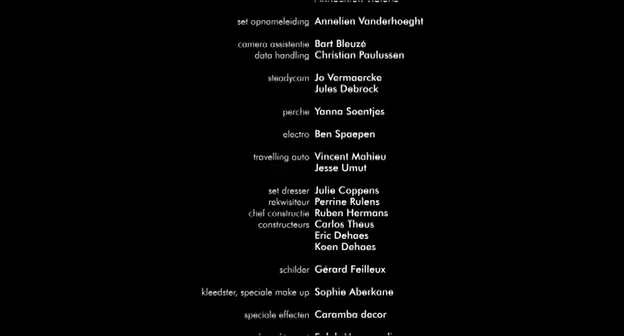 set opnameleiding Annelien Vanderhoeght
camera assistentie Bart Bleuzé
data handling Christian Paulussen
steadycam Jo Vermaercke
Jules Debrock
perche Yanna Soentjes
electro Ben Spaepen
travelling auto Vincent Mahieu
Jesse Umut
set dresser Julie Coppens
rekwisiteur Perrine Rulens
chef constructie Ruben Hermans
constructeurs Carlos Theus
Eric Dehaes
Koen Dehaes
schilder Gérard Feilleux
kleedster, speciale make up Sophie Aberkane
speciale effecten Caramba decor